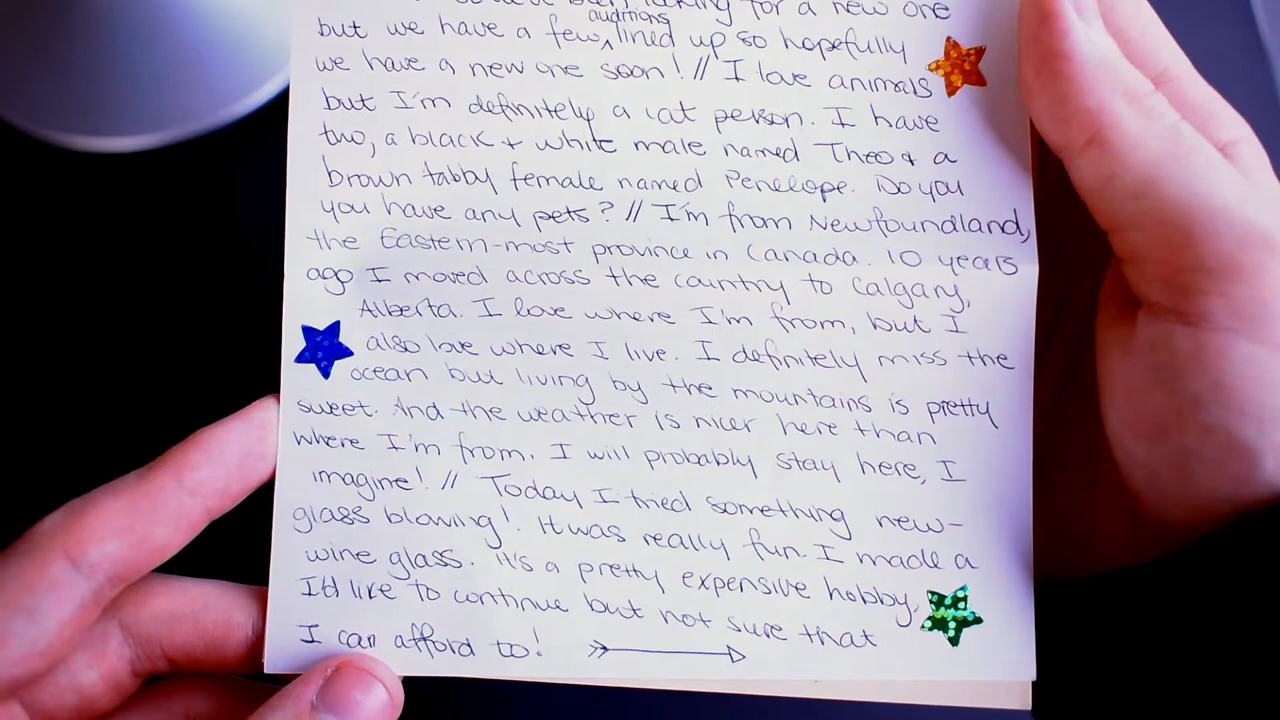 looking for a new one
auditions
but we have a few ^ lined up so hopefully
we have a new one soon! // I love animals
but I'm definitely a cat person. I have
two, a black + white male named Theo & a
brown tabby female named Penelope. Do you
you have any pets? // I'm from Newfoundland,
the Eastern-most province in Canada. 10 years
ago I moved across the country to Calgary,
Alberta. I love where I'm from, but I
also love where I live. I definitely miss the
ocean but living by the mountains is pretty
sweet. And the weather is nicer here than
where I'm from. I will probably stay here, I
imagine! // Today I tried something new-
glass blowing! It was really fun. I made a
wine glass. It's a pretty expensive hobby,
I'd like to continue but not sure that
I can afford to!